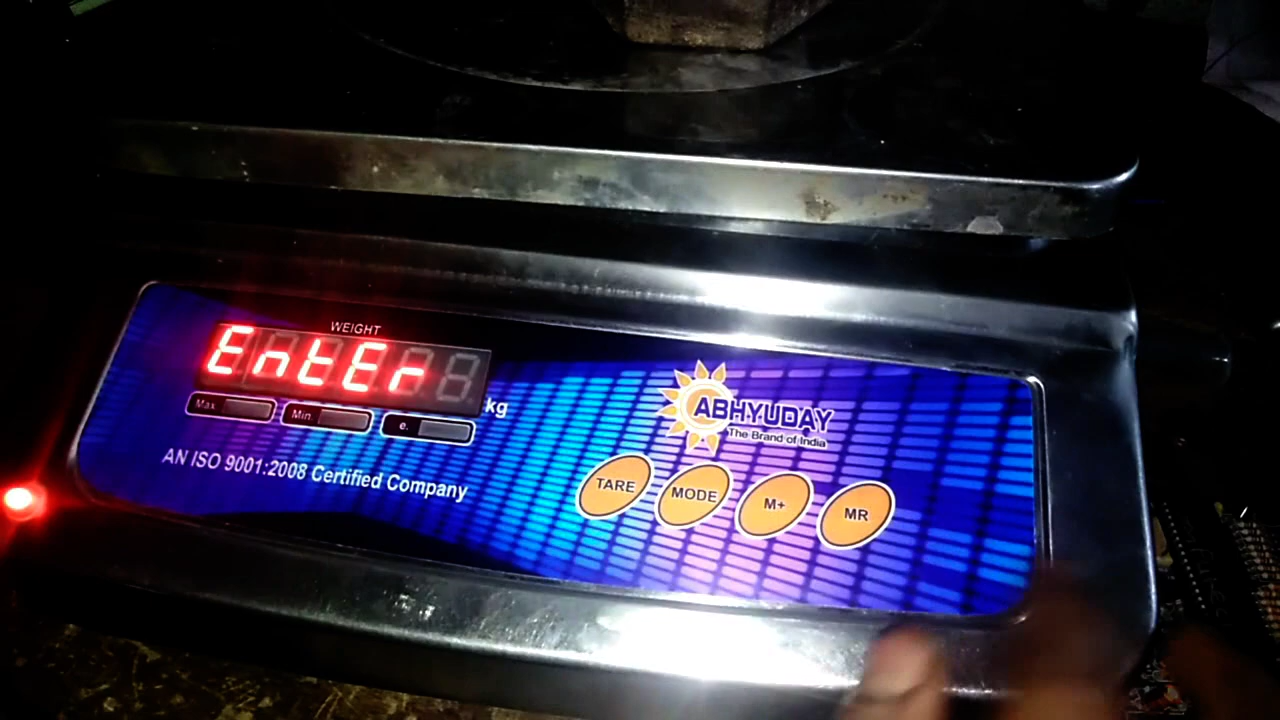 WEIGHT
EntEr
kg
Max.
Min.
e.
AN ISO 9001:2008 Certified Company
ABHYUDAY
The Brand of India
TARE
MODE
M+
MR